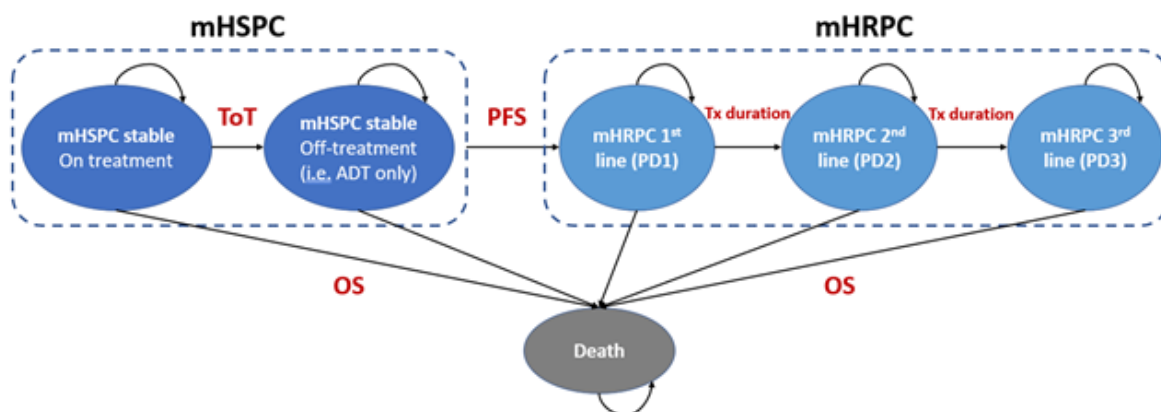 mHSPC
mHRPC
mHSPC stable
On treatment
ToT
mHSPC stable
Off-treatment
(i.e. ADT only)
PFS
mHRPC 1st
line (PD1)
Tx duration
mHRPC 2nd
line (PD2)
Tx duration
mHRPC 3rd
line (PD3)
OS
OS
Death